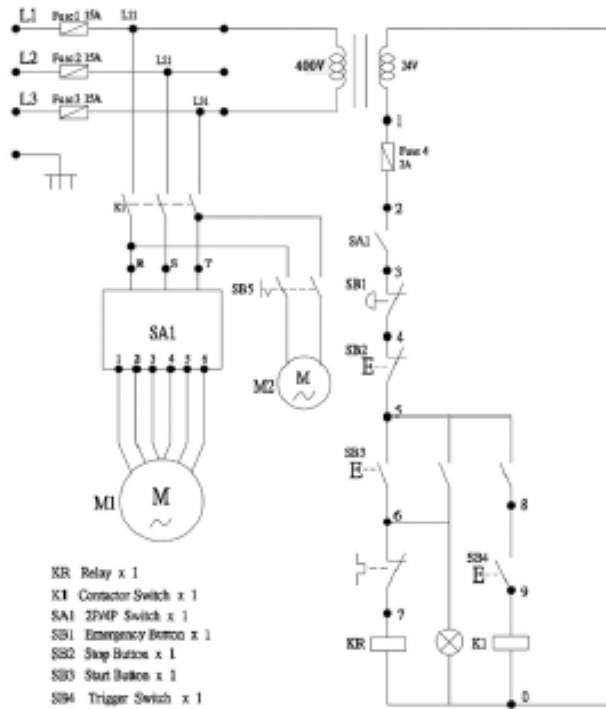 L1 Fuse1 15A L11
L2 Fuse2 15A L21
L3 Fuse3 15A L31
400V
24V
1
Fuse 4
2A
2
K1
SA1
3
R S T
SB5
SB1
SA1
4
1 2 3 4 5 6
SB2
M2
M
5
SB3
M1
M
8
6
SB4
9
7
KR
K1
0
KR Relay x 1
K1 Contactor Switch x 1
SA1 2P/4P Switch x 1
SB1 Emergency Button x 1
SB2 Stop Button x 1
SB3 Start Button x 1
SB4 Trigger Switch x 1